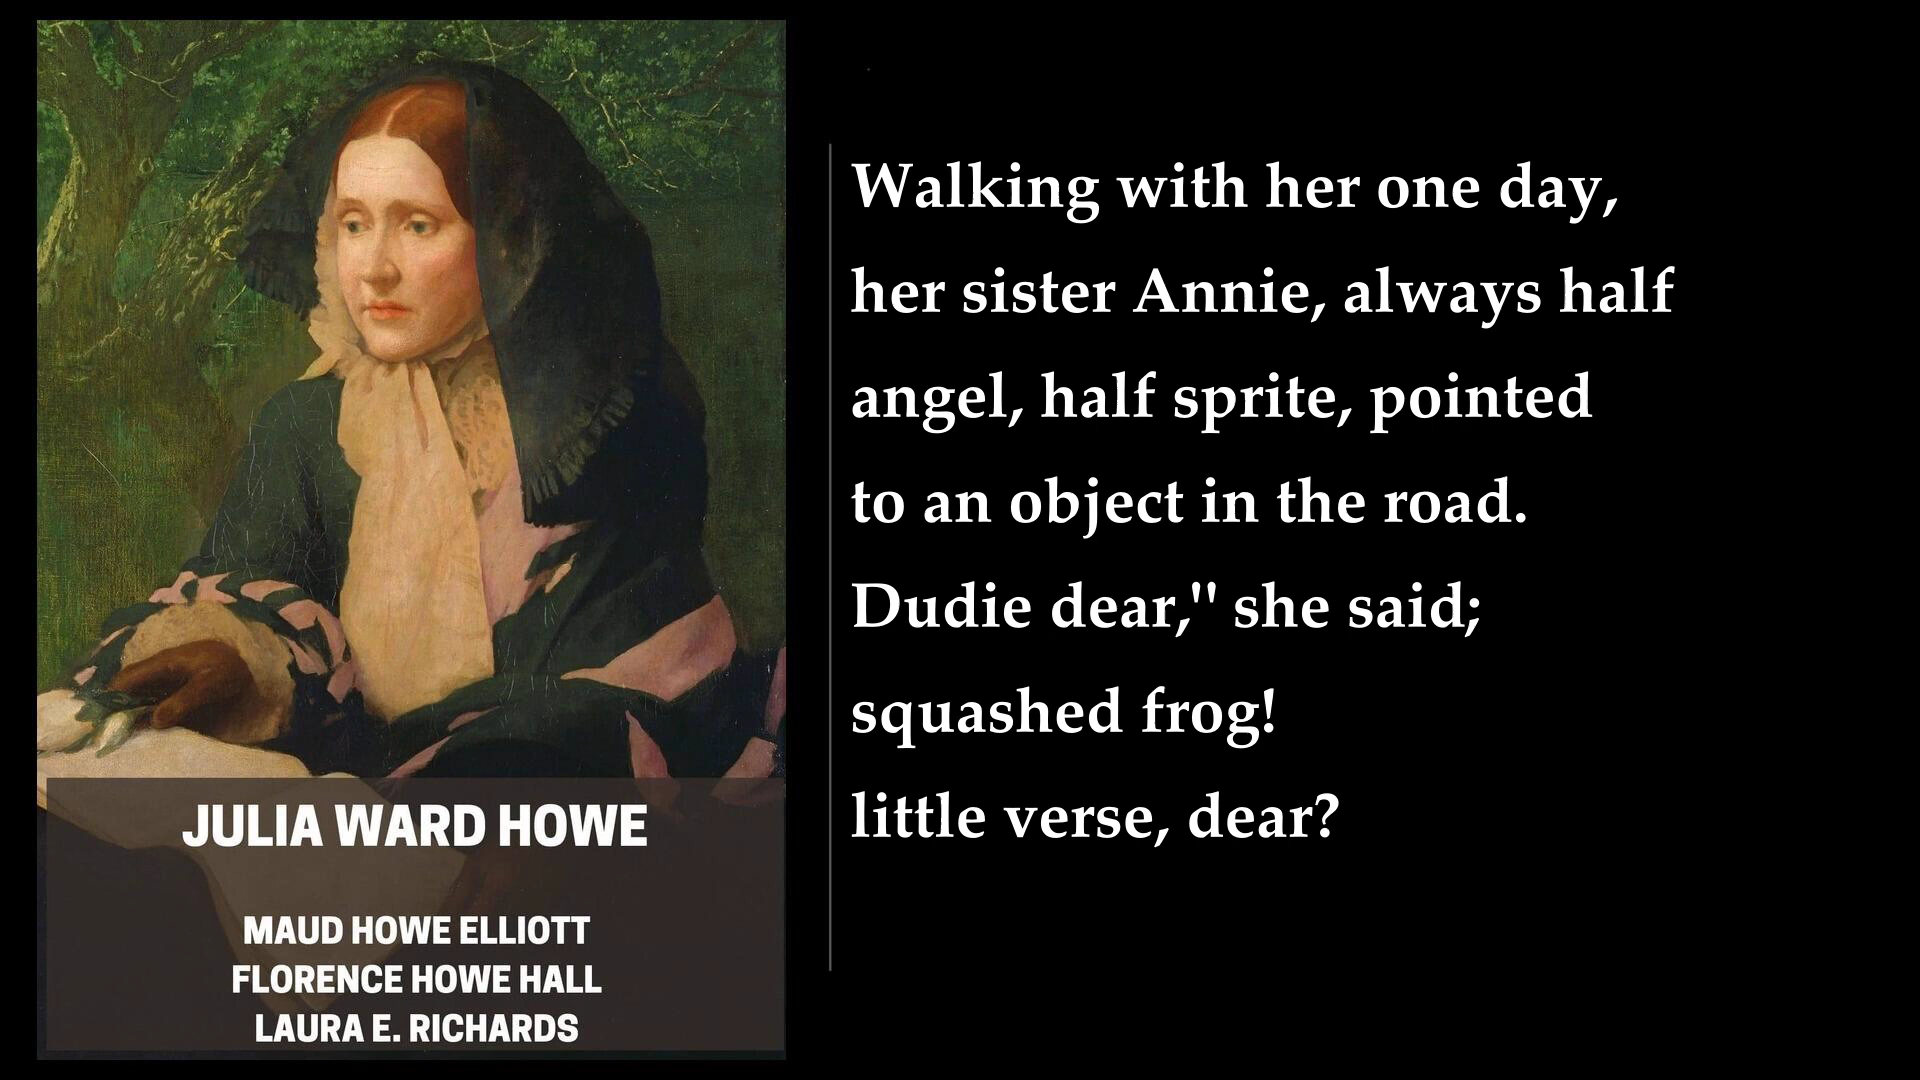 JULIA WARD HOWE
MAUD HOWE ELLIOTT
FLORENCE HOWE HALL
LAURA E. RICHARDS
Walking with her one day,
her sister Annie, always half
angel, half sprite, pointed
to an object in the road.
Dudie dear," she said;
squashed frog!
little verse, dear?